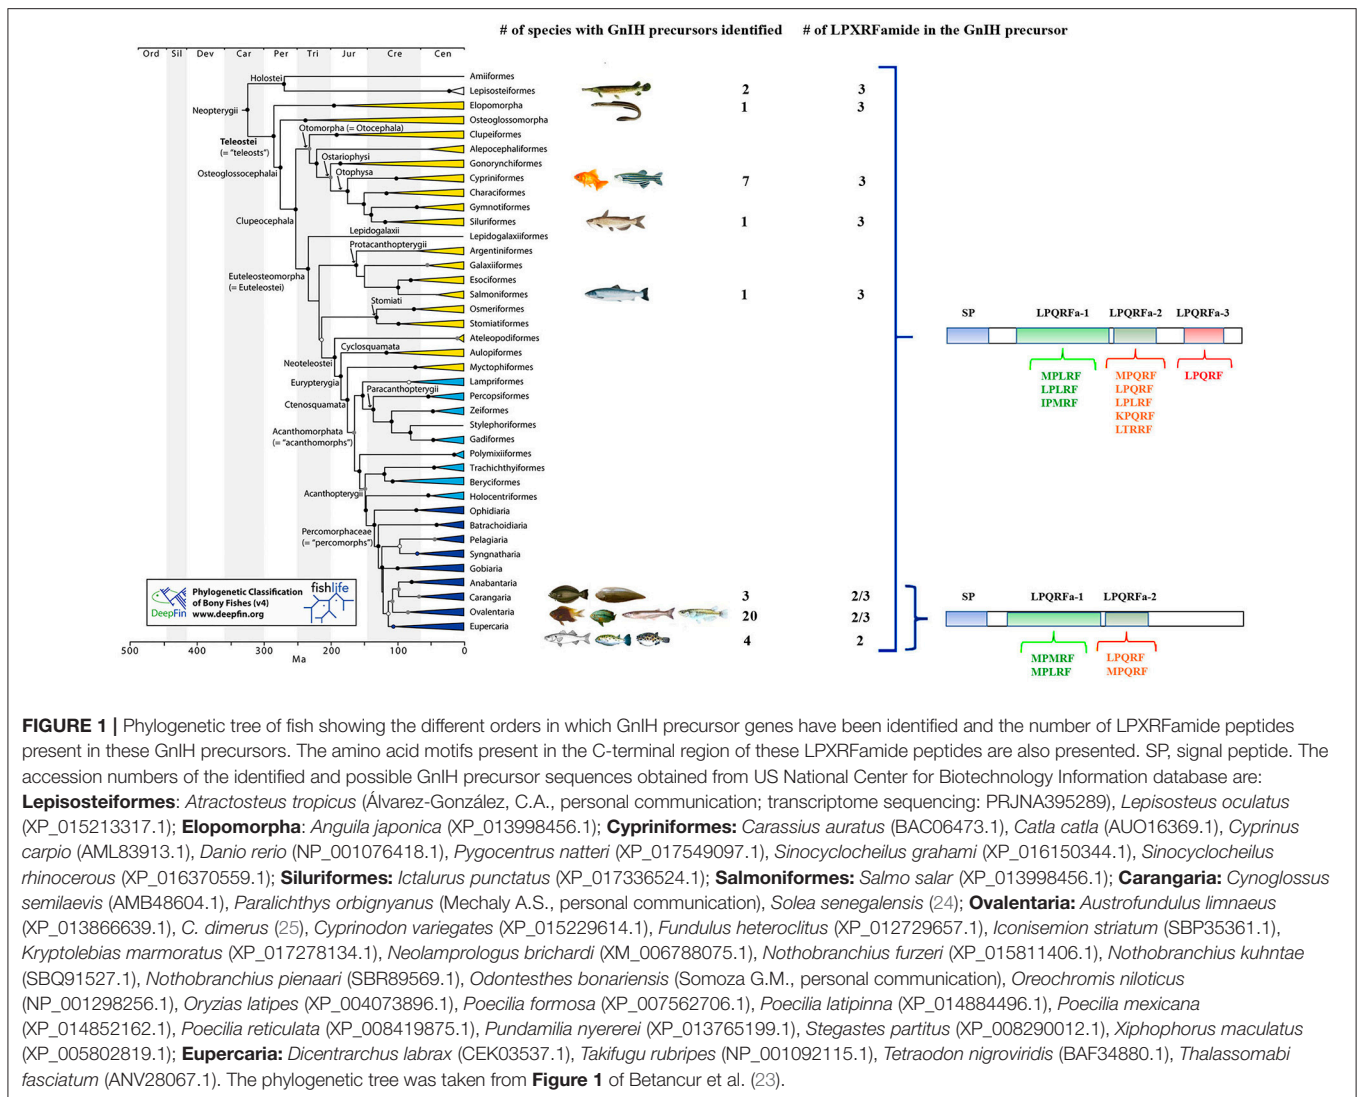 # of species with GnIH precursors identified
# of LPXRFamide in the GnIH precursor
Ord Sil Dev Car Per Tri Jur Cre Cen
Holostei
Amiiformes
Lepisosteiformes
2
3
Neopterygii
Elopomorpha
1
3
Osteoglossomorpha
Otomorpha (= Otocephala)
Clupeiformes
Teleostei
(= "teleosts")
Alepocephaliformes
Ostariophysi
Gonorynchiformes
Osteoglossocephalai
Otophysa
Cypriniformes
7
3
Characiformes
Gymnotiformes
Clupeocephala
Siluriformes
1
3
Lepidogalaxii
Lepidogalaxiiformes
Protacanthopterygii
Argentiniformes
Galaxiiformes
Euteleosteomorpha
(= Euteleostei)
Esociformes
Salmoniformes
1
3
Stomiati
Osmeriformes
Stomiatiformes
Ateleopodiformes
Cyclosquamata
Aulopiformes
Neoteleostei
Myctophiformes
Eurypterygia
Lampriformes
Paracanthopterygii
Ctenosquamata
Percopsiformes
Zeiformes
Stylephoriformes
Acanthomorphata
(= "acanthomorphs")
Gadiformes
Polymixiiformes
Trachichthyiformes
Beryciformes
Acanthopterygii
Holocentriformes
Ophidiaria
Batrachoidiaria
Percomorphaceae
(= "percomorphs")
Pelagiaria
Syngnatharia
Gobiaria
Anabantaria
Carangaria
3
2/3
Ovalentaria
20
2/3
Eupercaria
4
2
DeepFin
Phylogenetic Classification
of Bony Fishes (v4)
www.deepfin.org
fishlife
500 400 300 200 100 0
Ma
SP LPQRFa-1 LPQRFa-2 LPQRFa-3
MPLRF
LPLRF
IPMRF
MPQRF
LPQRF
LPLRF
KPQRF
LTRRF
LPQRF
SP LPQRFa-1 LPQRFa-2
MPMRF
MPLRF
LPQRF
MPQRF
FIGURE 1 | Phylogenetic tree of fish showing the different orders in which GnIH precursor genes have been identified and the number of LPXRFamide peptides
present in these GnIH precursors. The amino acid motifs present in the C-terminal region of these LPXRFamide peptides are also presented. SP, signal peptide. The
accession numbers of the identified and possible GnIH precursor sequences obtained from US National Center for Biotechnology Information database are:
Lepisosteiformes: Atractosteus tropicus (Álvarez-González, C.A., personal communication; transcriptome sequencing: PRJNA395289), Lepisosteus oculatus
(XP_015213317.1); Elopomorpha: Anguila japonica (XP_013998456.1); Cypriniformes: Carassius auratus (BAC06473.1), Catla catla (AUO16369.1), Cyprinus
carpio (AML83913.1), Danio rerio (NP_001076418.1), Pygocentrus natteri (XP_017549097.1), Sinocyclocheilus grahami (XP_016150344.1), Sinocyclocheilus
rhinocerous (XP_016370559.1); Siluriformes: Ictalurus punctatus (XP_017336524.1); Salmoniformes: Salmo salar (XP_013998456.1); Carangaria: Cynoglossus
semilaevis (AMB48604.1), Paralichthys orbignyanus (Mechaly A.S., personal communication), Solea senegalensis (24); Ovalentaria: Austrofundulus limnaeus
(XP_013866639.1), C. dimerus (25), Cyprinodon variegates (XP_015229614.1), Fundulus heteroclitus (XP_012729657.1), Iconisemion striatum (SBP35361.1),
Kryptolebias marmoratus (XP_017278134.1), Neolamprologus brichardi (XM_006788075.1), Nothobranchius furzeri (XP_015811406.1), Nothobranchius kuhntae
(SBQ91527.1), Nothobranchius pienaari (SBR89569.1), Odontesthes bonariensis (Somoza G.M., personal communication), Oreochromis niloticus
(NP_001298256.1), Oryzias latipes (XP_004073896.1), Poecilia formosa (XP_007562706.1), Poecilia latipinna (XP_014884496.1), Poecilia mexicana
(XP_014852162.1), Poecilia reticulata (XP_008419875.1), Pundamilia nyererei (XP_013765199.1), Stegastes partitus (XP_008290012.1), Xiphophorus maculatus
(XP_005802819.1); Eupercaria: Dicentrarchus labrax (CEK03537.1), Takifugu rubripes (NP_001092115.1), Tetraodon nigroviridis (BAF34880.1), Thalassomabi
fasciatum (ANV28067.1). The phylogenetic tree was taken from Figure 1 of Betancur et al. (23).